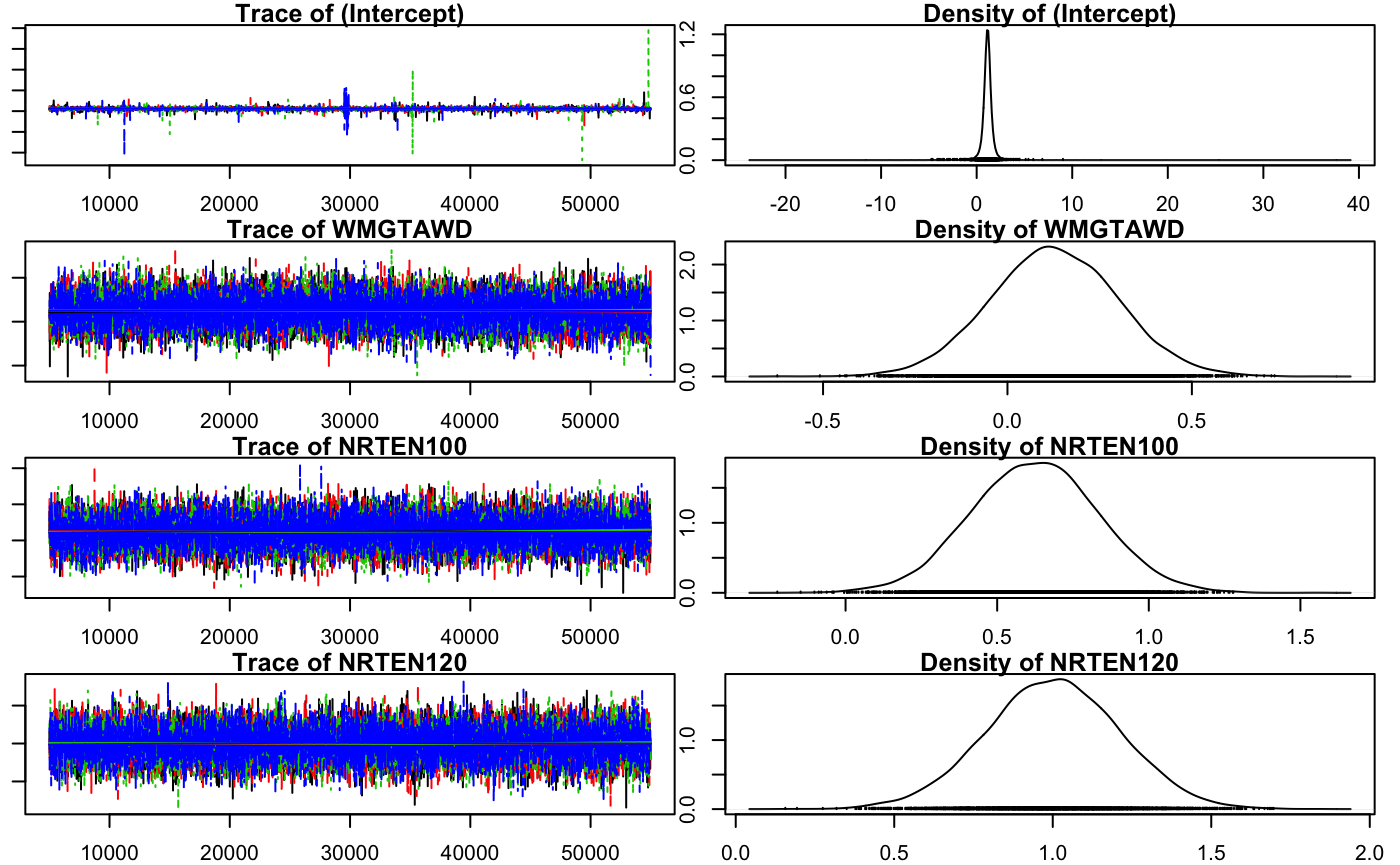 Trace of (Intercept)
Density of (Intercept)
0.0 0.6 1.2
10000 20000 30000 40000 50000
-20 -10 0 10 20 30 40
Trace of WMGTAWD
Density of WMGTAWD
0.0 1.0 2.0
10000 20000 30000 40000 50000
-0.5 0.0 0.5
Trace of NRTEN100
Density of NRTEN100
0.0 1.0
10000 20000 30000 40000 50000
0.0 0.5 1.0 1.5
Trace of NRTEN120
Density of NRTEN120
0.0 1.0
10000 20000 30000 40000 50000
0.0 0.5 1.0 1.5 2.0